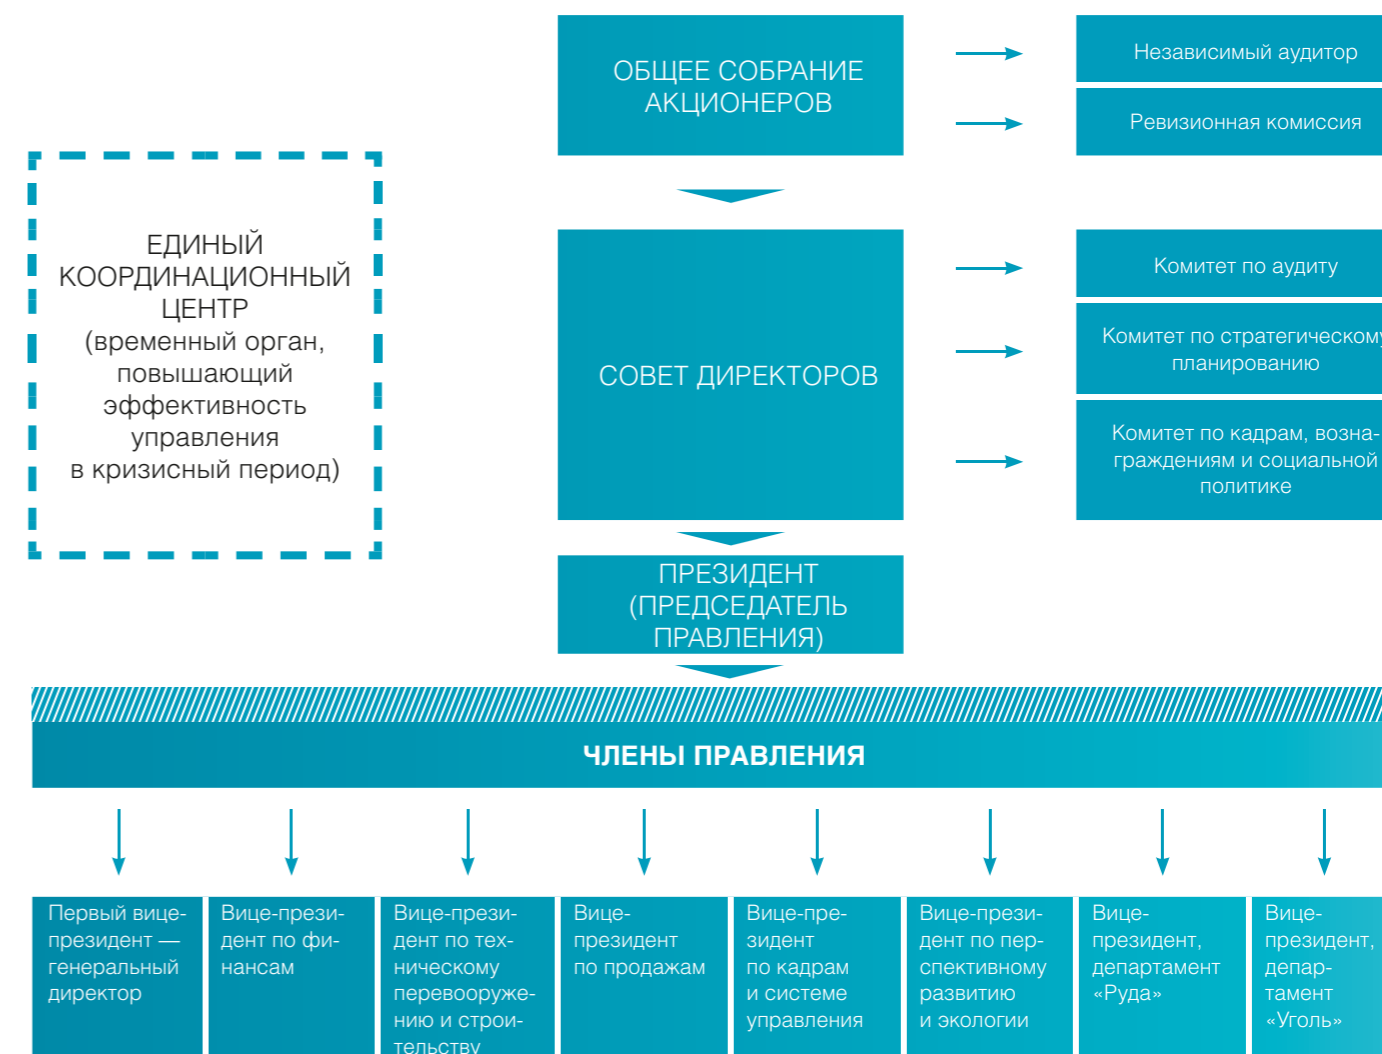 ОБЩЕЕ СОБРАНИЕ
АКЦИОНЕРОВ
Независимый аудитор
Ревизионная комиссия
ЕДИНЫЙ
КООРДИНАЦИОННЫЙ
ЦЕНТР
(временный орган,
повышающий
эффективность
управления
в кризисный период)
СОВЕТ ДИРЕКТОРОВ
Комитет по аудиту
Комитет по стратегическому
планированию
Комитет по кадрам, возна-
граждениям и социальной
политике
ПРЕЗИДЕНТ
(ПРЕДСЕДАТЕЛЬ
ПРАВЛЕНИЯ)
ЧЛЕНЫ ПРАВЛЕНИЯ
Первый вице-
президент —
генеральный
директор
Вице-прези-
дент по фи-
нансам
Вице-прези-
дент по тех-
ническому
перевооруже-
нию и строи-
тельству
Вице-
президент
по продажам
Вице-пре-
зидент
по кадрам
и системе
управления
Вице-прези-
дент по пер-
спективному
развитию
и экологии
Вице-
президент,
департамент
«Руда»
Вице-
президент,
депар-
тамент
«Уголь»